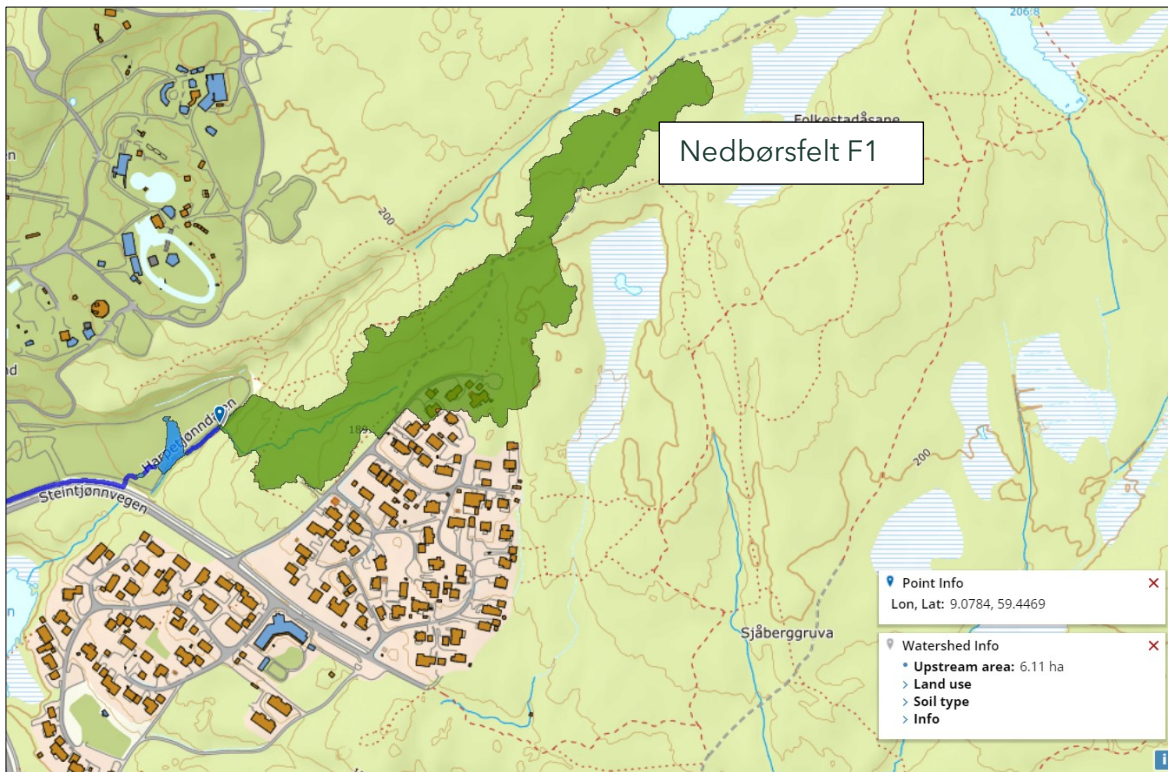 206.8
Folkestadåsane
Nedbørsfelt F1
200
189
Steintjønnvegen
200
Sjåberggruva
Point Info
Lon, Lat: 9.0784, 59.4469
Watershed Info
Upstream area: 6.11 ha
Land use
Soil type
Info